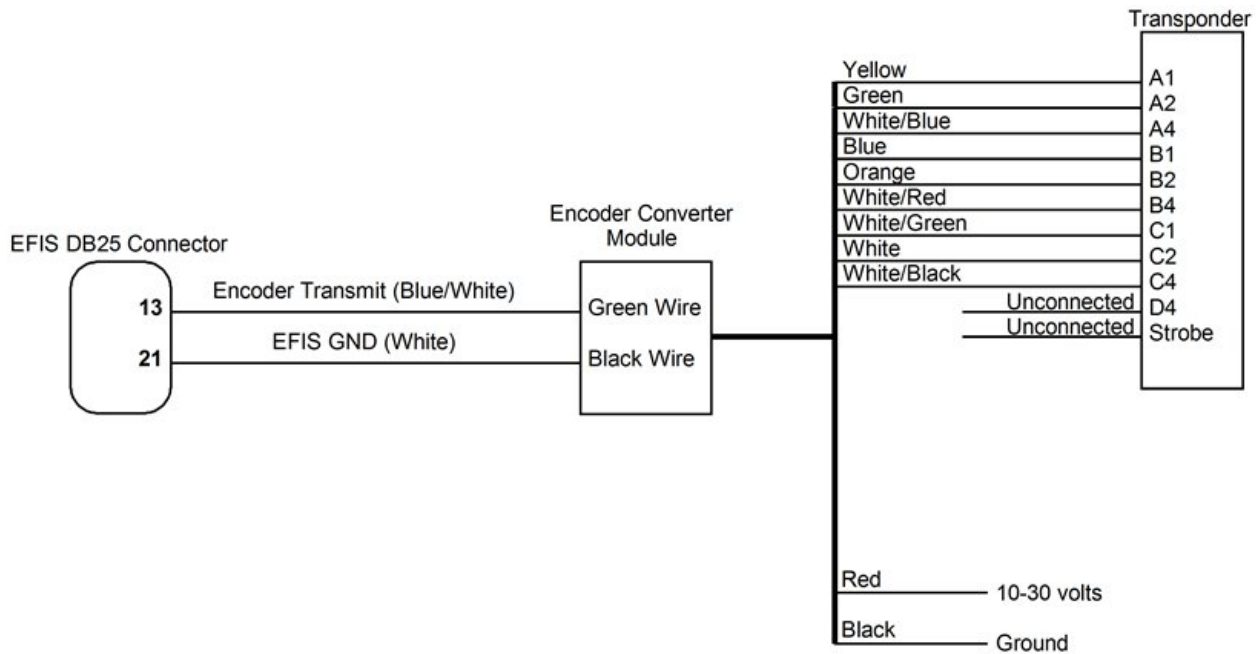 Transponder
Yellow
A1
Green
A2
White/Blue
A4
Blue
B1
Orange
B2
White/Red
B4
White/Green
C1
White
C2
White/Black
C4
Unconnected
D4
Unconnected
Strobe
Encoder Converter
Module
EFIS DB25 Connector
13
Encoder Transmit (Blue/White)
Green Wire
21
EFIS GND (White)
Black Wire
Red
10-30 volts
Black
Ground